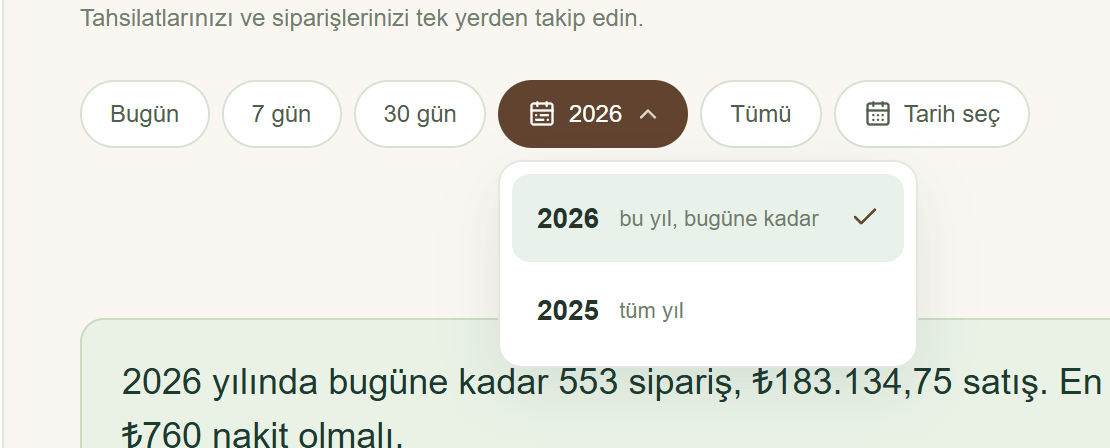 Tahsilatlarınızı ve siparişlerinizi tek yerden takip edin.
Bugün 7 gün 30 gün 2026 Tümü Tarih seç
2026 bu yıl, bugüne kadar
2025 tüm yıl
2026 yılında bugüne kadar 553 sipariş, ₺183.134,75 satış. En
₺760 nakit olmalı.